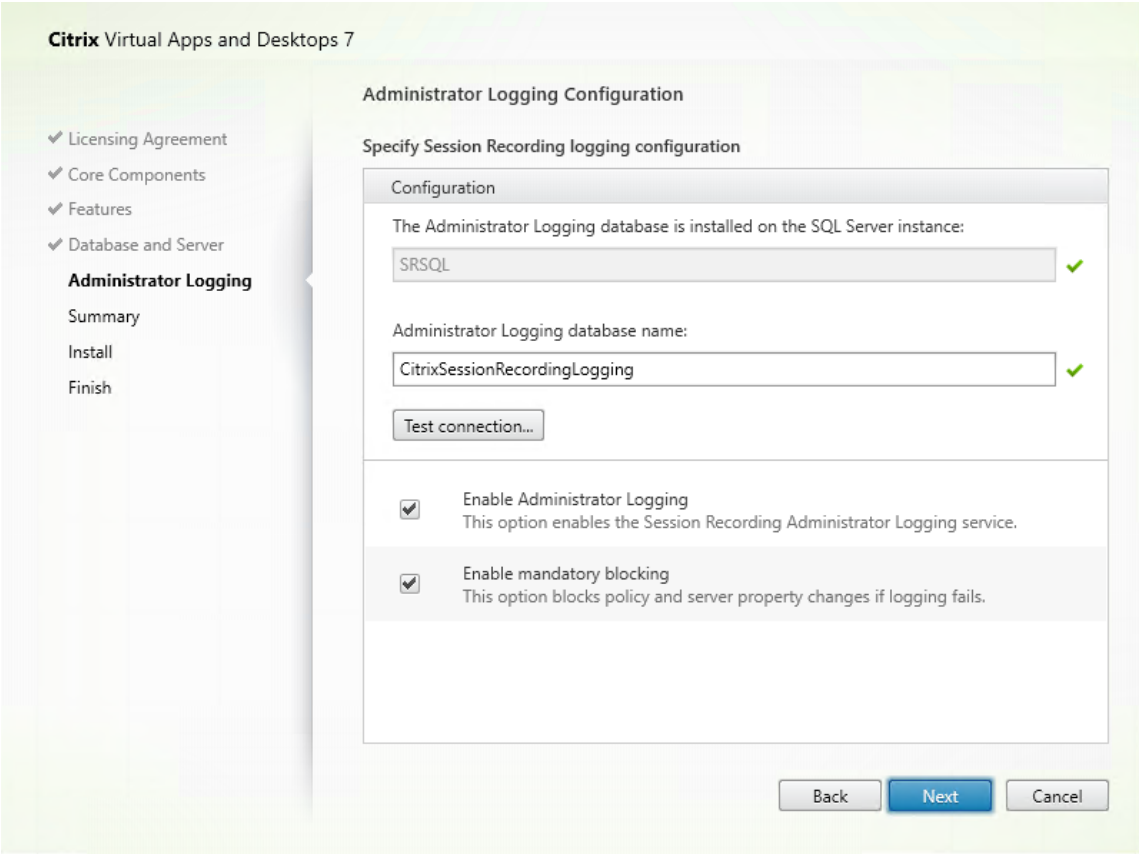 Citrix Virtual Apps and Desktops 7
Administrator Logging Configuration
Licensing Agreement
Core Components
Features
Database and Server
Administrator Logging
Summary
Install
Finish
Specify Session Recording logging configuration
Configuration
The Administrator Logging database is installed on the SQL Server instance:
SRSQL
Administrator Logging database name:
CitrixSessionRecordingLogging
Test connection...
Enable Administrator Logging
This option enables the Session Recording Administrator Logging service.
Enable mandatory blocking
This option blocks policy and server property changes if logging fails.
Back
Next
Cancel